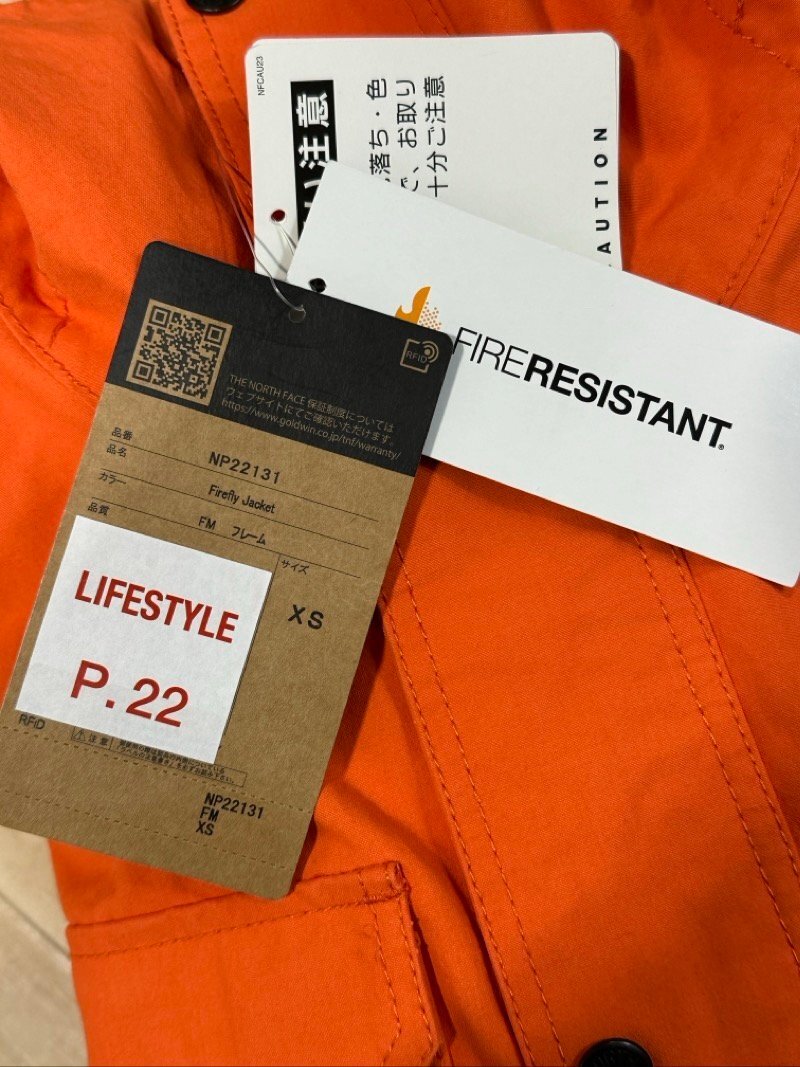 NFCAU23
い注意
落ち・色
、お取り
十分ご注意
CAUTION
FIRERESISTANT
RFID
THE NORTH FACE 保証制度については
ウェブサイトにてご確認いただけます。
https://www.goldwin.co.jp/tnf/warranty/
品番 NP22131
品名 Firefly Jacket
カラー FM フレーム
品質
サイズ
XS
LIFESTYLE
P.22
RFID
注意
NP22131
FM
XS